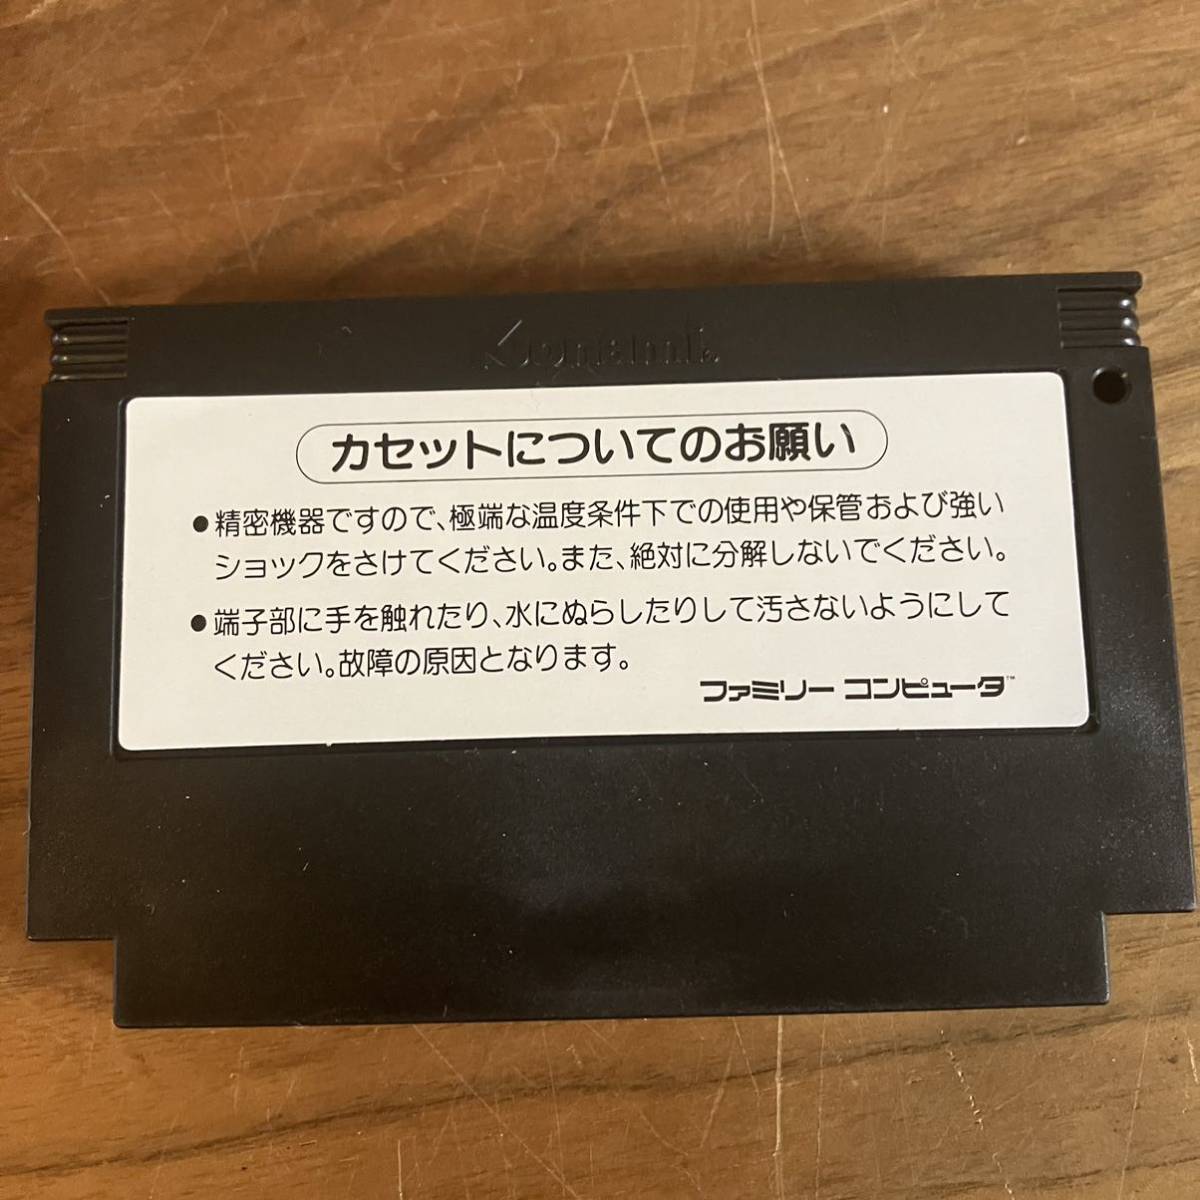 Konami
カセットについてのお願い
●精密機器ですので、極端な温度条件下での使用や保管および強い
ショックをさけてください。また、絶対に分解しないでください。
●端子部に手を触れたり、水にぬらしたりして汚さないようにして
ください。故障の原因となります。
ファミリー コンピュータ™